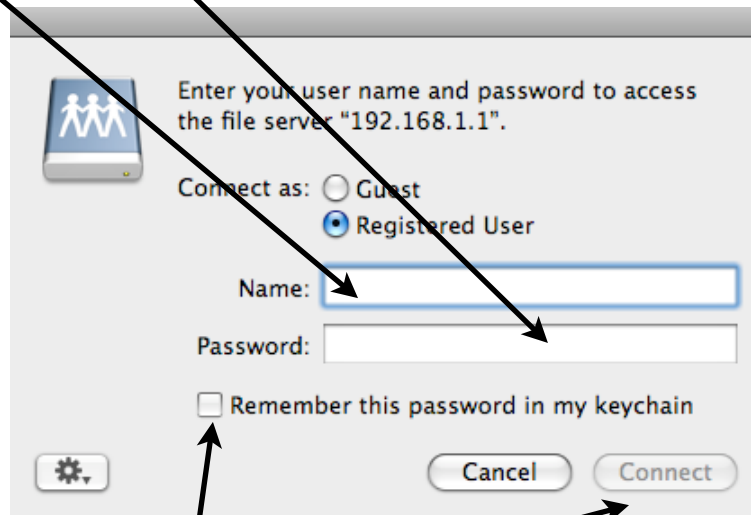 Enter your user name and password to access
the file server “192.168.1.1”.
Connect as: Guest
Registered User
Name:
Password:
Remember this password in my keychain
Cancel Connect